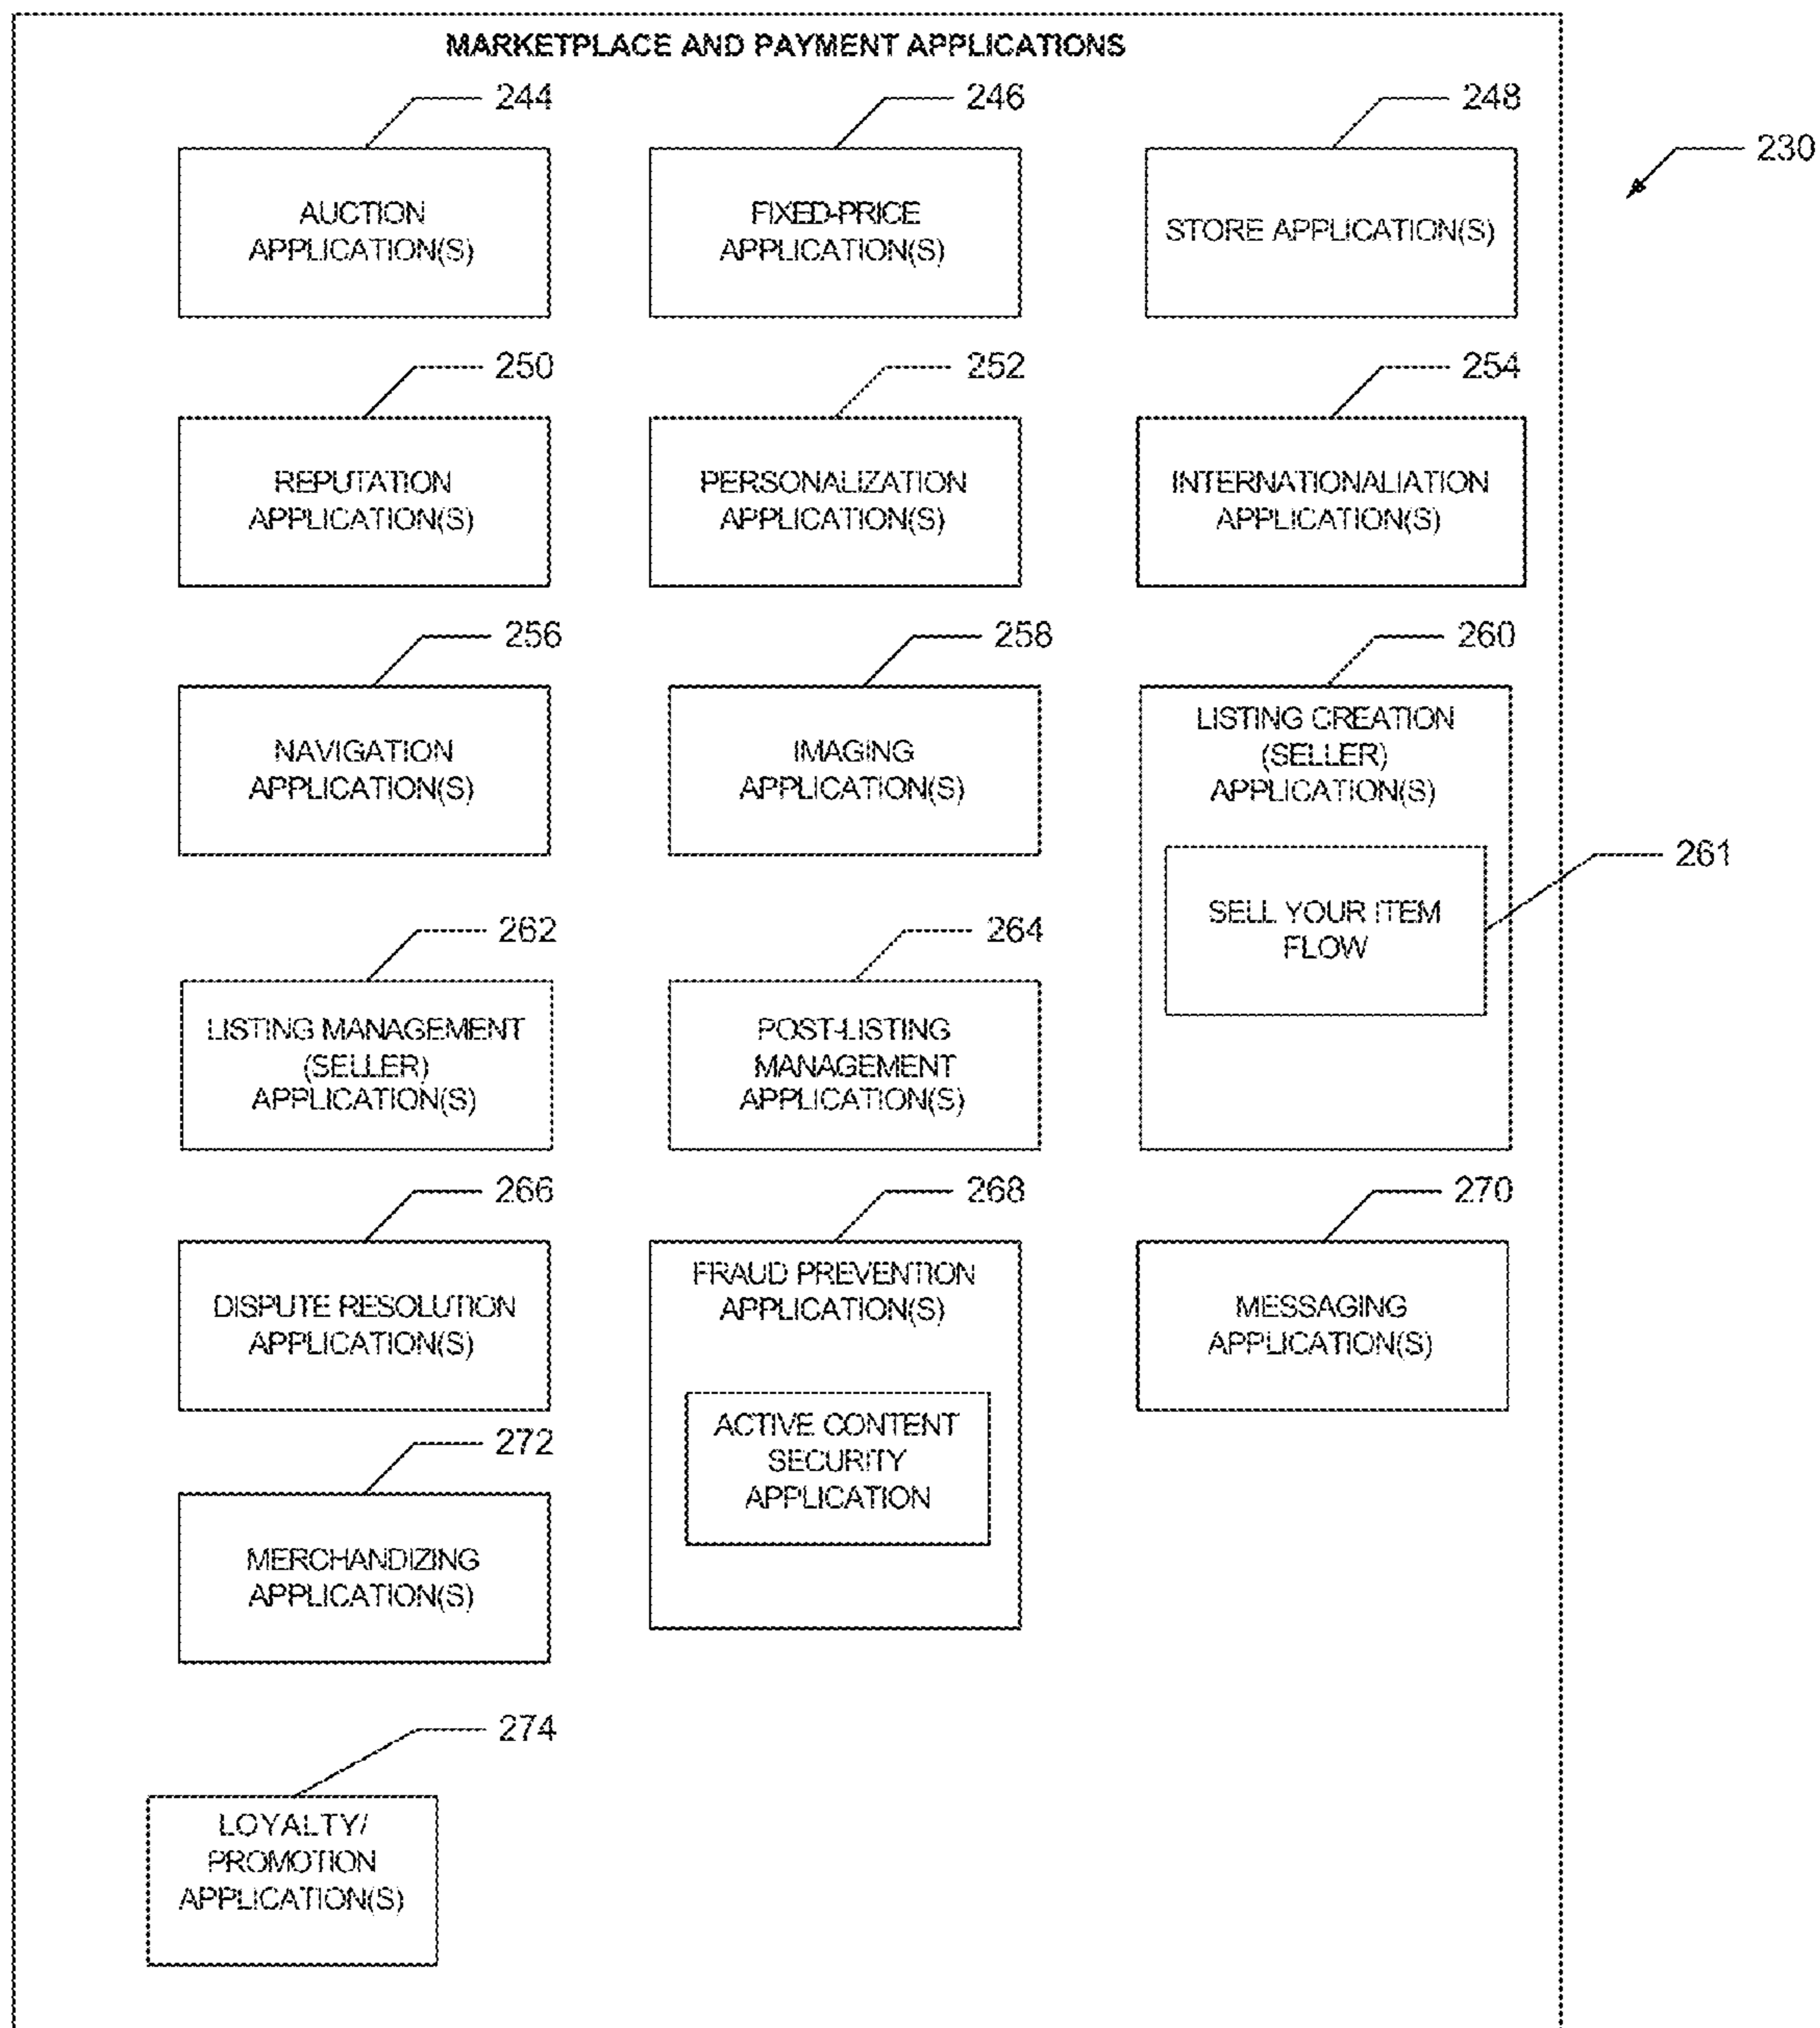 MARKETPLACE AND PAYMENT APPLICATIONS
244
246
248
230
AUCTION
APPLICATION(S)
FIXED-PRICE
APPLICATION(S)
STORE APPLICATION(S)
250
252
254
REPUTATION
APPLICATION(S)
PERSONALIZATION
APPLICATION(S)
INTERNATIONALIATION
APPLICATION(S)
256
258
260
NAVIGATION
APPLICATION(S)
IMAGING
APPLICATION(S)
LISTING CREATION
(SELLER)
APPLICATION(S)
261
SELL YOUR ITEM
FLOW
262
264
LISTING MANAGEMENT
(SELLER)
APPLICATION(S)
POST-LISTING
MANAGEMENT
APPLICATION(S)
266
268
270
DISPUTE RESOLUTION
APPLICATION(S)
FRAUD PREVENTION
APPLICATION(S)
MESSAGING
APPLICATION(S)
ACTIVE CONTENT
SECURITY
APPLICATION
272
MERCHANDIZING
APPLICATION(S)
274
LOYALTY/
PROMOTION
APPLICATION(S)